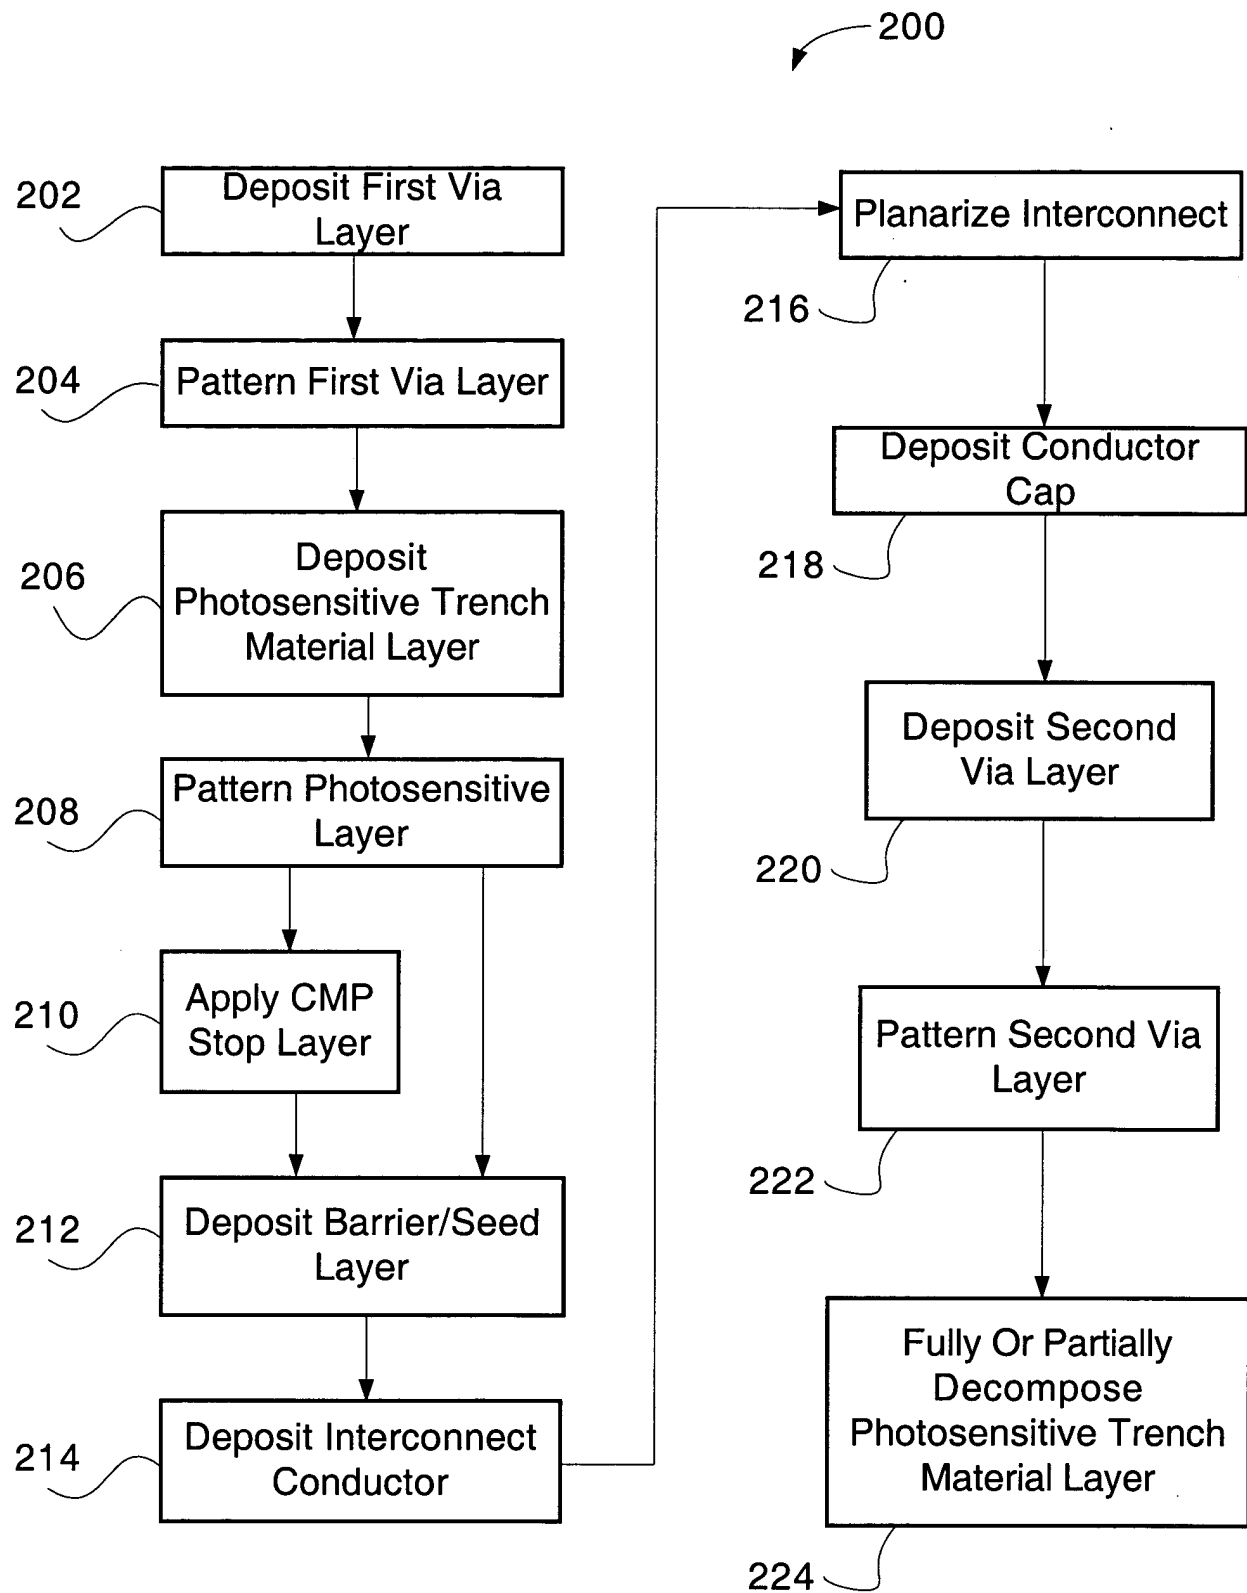 200
202
Deposit First Via
Layer
204
Pattern First Via Layer
206
Deposit
Photosensitive Trench
Material Layer
208
Pattern Photosensitive
Layer
210
Apply CMP
Stop Layer
212
Deposit Barrier/Seed
Layer
214
Deposit Interconnect
Conductor
Planarize Interconnect
216
Deposit Conductor
Cap
218
Deposit Second
Via Layer
220
Pattern Second Via
Layer
222
Fully Or Partially
Decompose
Photosensitive Trench
Material Layer
224